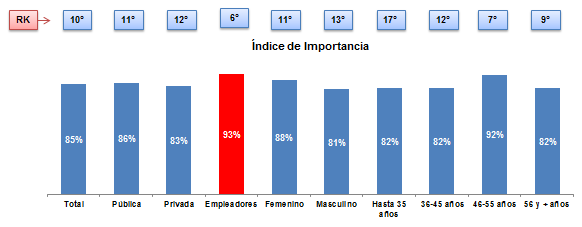 RK 10° 11° 12° 6° 11° 13° 17° 12° 7° 9°
Índice de Importancia
85% 86% 83% 93% 88% 81% 82% 82% 92% 82%
Total Pública Privada Empleadores Femenino Masculino Hasta 35 36-45 años 46-55 años 56 y + años
años